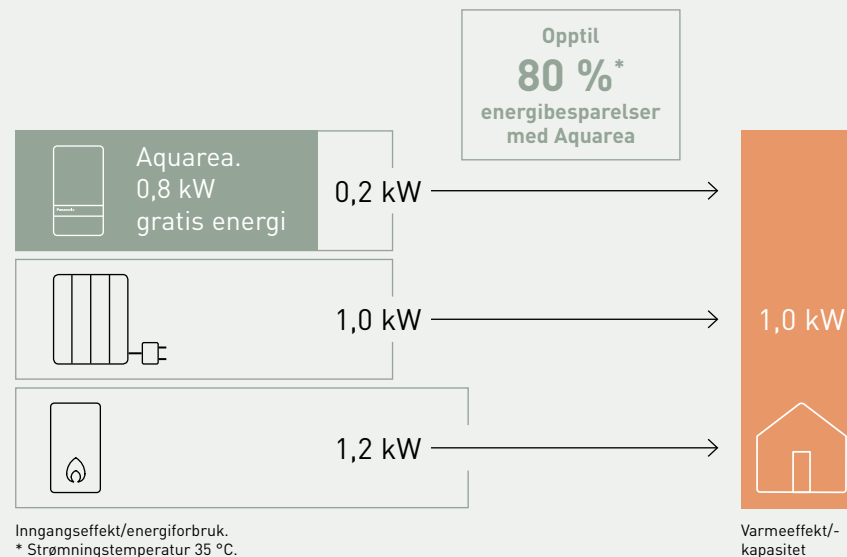 Opptil
80 %*
energibesparelser
med Aquarea
Aquarea.
0,8 kW
gratis energi
0,2 kW
1,0 kW
1,0 kW
1,2 kW
Inngangseffekt/energiforbruk.
* Strømningstemperatur 35 °C.
Varmeeffekt/-
kapasitet